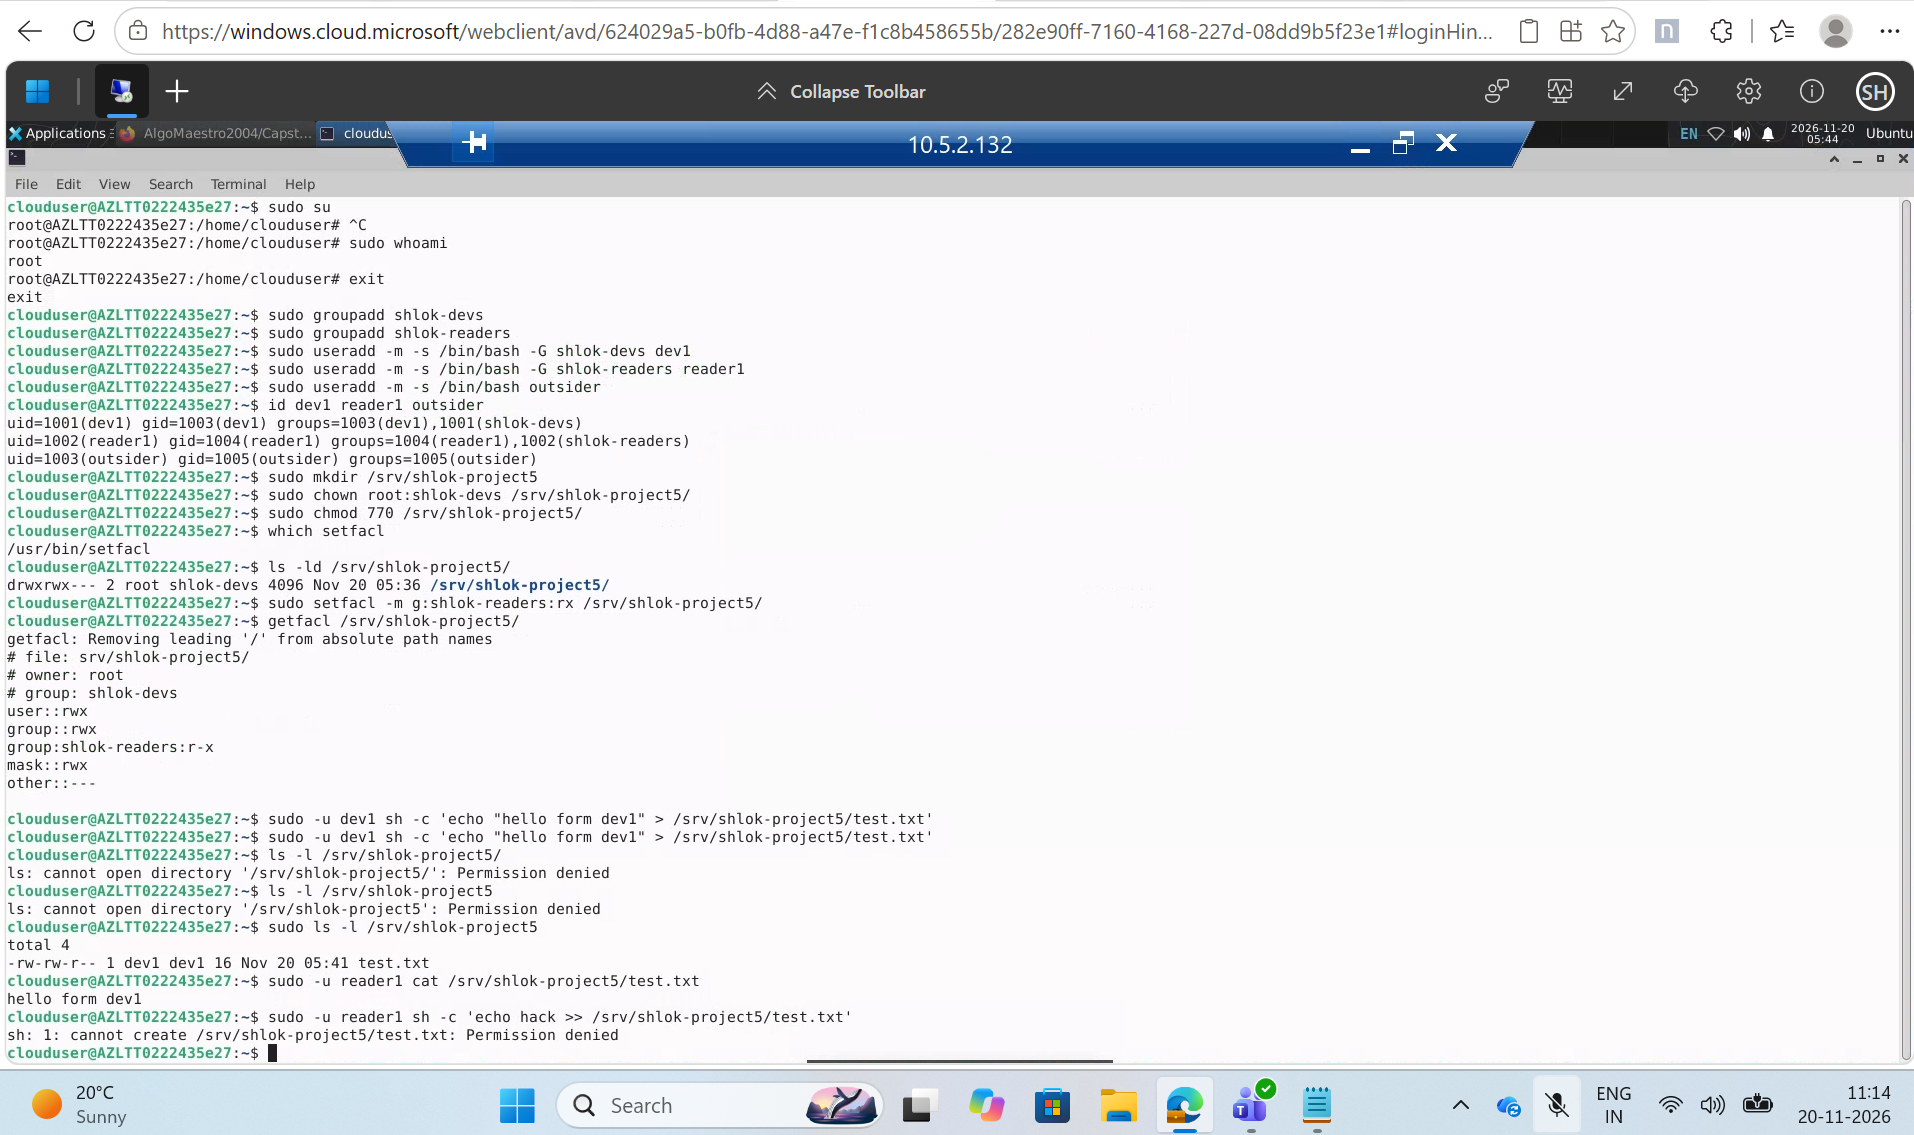 https://windows.cloud.microsoft/webclient/avd/624029a5-b0fb-4d88-a47e-f1c8b458655b/282e90ff-7160-4168-227d-08dd9b5f23e1#loginHin...
Collapse Toolbar
SH
Applications
AlgoMaestro2004/Capst...
cloudus
10.5.2.132
EN
2026-11-20
05:44
Ubuntu
File Edit View Search Terminal Help
clouduser@AZLTT0222435e27:~$ sudo su
root@AZLTT0222435e27:/home/clouduser# ^C
root@AZLTT0222435e27:/home/clouduser# sudo whoami
root
root@AZLTT0222435e27:/home/clouduser# exit
exit
clouduser@AZLTT0222435e27:~$ sudo groupadd shlok-devs
clouduser@AZLTT0222435e27:~$ sudo groupadd shlok-readers
clouduser@AZLTT0222435e27:~$ sudo useradd -m -s /bin/bash -G shlok-devs dev1
clouduser@AZLTT0222435e27:~$ sudo useradd -m -s /bin/bash -G shlok-readers reader1
clouduser@AZLTT0222435e27:~$ sudo useradd -m -s /bin/bash outsider
clouduser@AZLTT0222435e27:~$ id dev1 reader1 outsider
uid=1001(dev1) gid=1003(dev1) groups=1003(dev1),1001(shlok-devs)
uid=1002(reader1) gid=1004(reader1) groups=1004(reader1),1002(shlok-readers)
uid=1003(outsider) gid=1005(outsider) groups=1005(outsider)
clouduser@AZLTT0222435e27:~$ sudo mkdir /srv/shlok-project5
clouduser@AZLTT0222435e27:~$ sudo chown root:shlok-devs /srv/shlok-project5/
clouduser@AZLTT0222435e27:~$ sudo chmod 770 /srv/shlok-project5/
clouduser@AZLTT0222435e27:~$ which setfacl
/usr/bin/setfacl
clouduser@AZLTT0222435e27:~$ ls -ld /srv/shlok-project5/
drwxrwx--- 2 root shlok-devs 4096 Nov 20 05:36 /srv/shlok-project5/
clouduser@AZLTT0222435e27:~$ sudo setfacl -m g:shlok-readers:rx /srv/shlok-project5/
clouduser@AZLTT0222435e27:~$ getfacl /srv/shlok-project5/
getfacl: Removing leading '/' from absolute path names
# file: srv/shlok-project5/
# owner: root
# group: shlok-devs
user::rwx
group::rwx
group:shlok-readers:r-x
mask::rwx
other::---
clouduser@AZLTT0222435e27:~$ sudo -u dev1 sh -c 'echo "hello form dev1" > /srv/shlok-project5/test.txt'
clouduser@AZLTT0222435e27:~$ sudo -u dev1 sh -c 'echo "hello form dev1" > /srv/shlok-project5/test.txt'
clouduser@AZLTT0222435e27:~$ ls -l /srv/shlok-project5/
ls: cannot open directory '/srv/shlok-project5/': Permission denied
clouduser@AZLTT0222435e27:~$ ls -l /srv/shlok-project5
ls: cannot open directory '/srv/shlok-project5': Permission denied
clouduser@AZLTT0222435e27:~$ sudo ls -l /srv/shlok-project5
total 4
-rw-rw-r-- 1 dev1 dev1 16 Nov 20 05:41 test.txt
clouduser@AZLTT0222435e27:~$ sudo -u reader1 cat /srv/shlok-project5/test.txt
hello form dev1
clouduser@AZLTT0222435e27:~$ sudo -u reader1 sh -c 'echo hack >> /srv/shlok-project5/test.txt'
sh: 1: cannot create /srv/shlok-project5/test.txt: Permission denied
clouduser@AZLTT0222435e27:~$
20°C
Sunny
Search
ENG
IN
11:14
20-11-2026